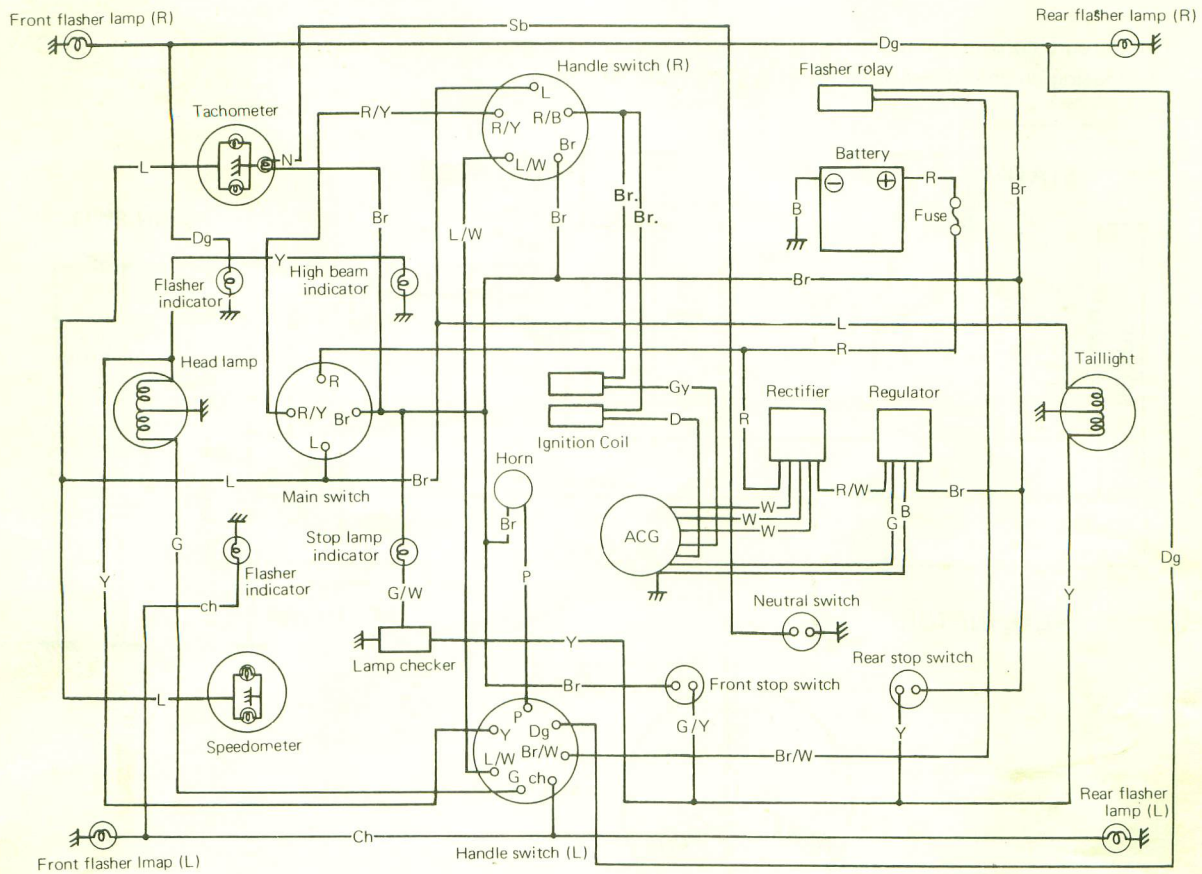 Front flasher lamp (R)
Sb
Rear flasher lamp (R)
Dg
Handle switch (R)
Flasher rolay
Tachometer
L
R/Y
R/Y
R/B
Br
L/W
N
L
Battery
R
B
Fuse
Br
Br.
Br.
Br
Br
L/W
Dg
Y
High beam
indicator
Flasher
indicator
Br
L
R
Head lamp
Taillight
R
R/Y
Br
L
Main switch
Gy
D
Ignition Coil
Rectifier
Regulator
R
Horn
L
Br
R/W
Br
W
W
W
G
B
Br
ACG
G
Stop lamp
indicator
Y
Flasher
indicator
P
Dg
G/W
Y
ch
Neutral switch
Lamp checker
Y
Rear stop switch
Br
Front stop switch
L
Speedometer
P
Dg
Y
Br/W
L/W
G
ch
G/Y
Y
Br/W
Rear flasher
lamp (L)
Ch
Front flasher lmap (L)
Handle switch (L)